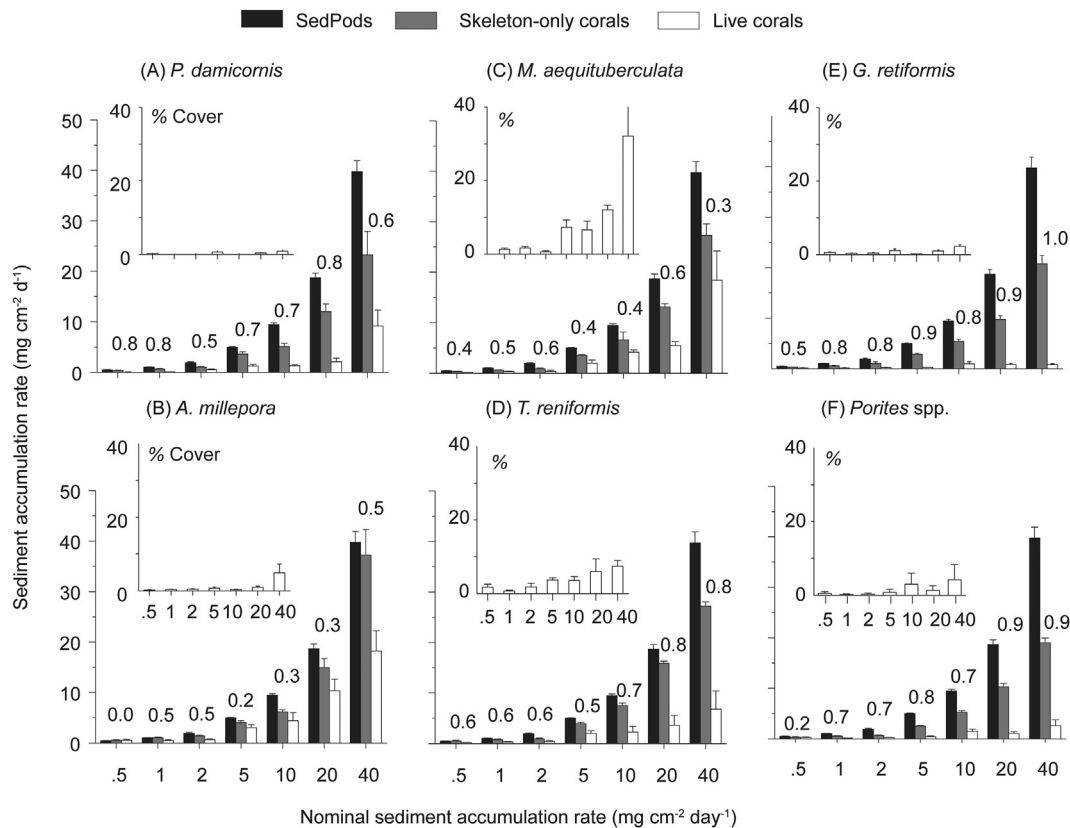 SedPods Skeleton-only corals Live corals
(A) P. damicornis
(C) M. aequituberculata
(E) G. retiformis
Sediment accumulation rate (mg cm-2 d-1)
50
40
30
20
10
0
% Cover
40
20
0
0.8 0.8 0.5 0.7 0.7 0.8 0.6
%
40
20
0
0.4 0.5 0.6 0.4 0.4 0.6 0.3
%
40
20
0
0.5 0.8 0.8 0.9 0.8 0.9 1.0
(B) A. millepora
(D) T. reniformis
(F) Porites spp.
50
40
30
20
10
0
% Cover
40
20
0
.5 1 2 5 10 20 40
0.0 0.5 0.5 0.2 0.3 0.3 0.5
.5 1 2 5 10 20 40
%
40
20
0
.5 1 2 5 10 20 40
0.6 0.6 0.6 0.5 0.7 0.8 0.8
.5 1 2 5 10 20 40
%
40
20
0
.5 1 2 5 10 20 40
0.2 0.7 0.7 0.8 0.7 0.9 0.9
.5 1 2 5 10 20 40
Nominal sediment accumulation rate (mg cm-2 day-1)